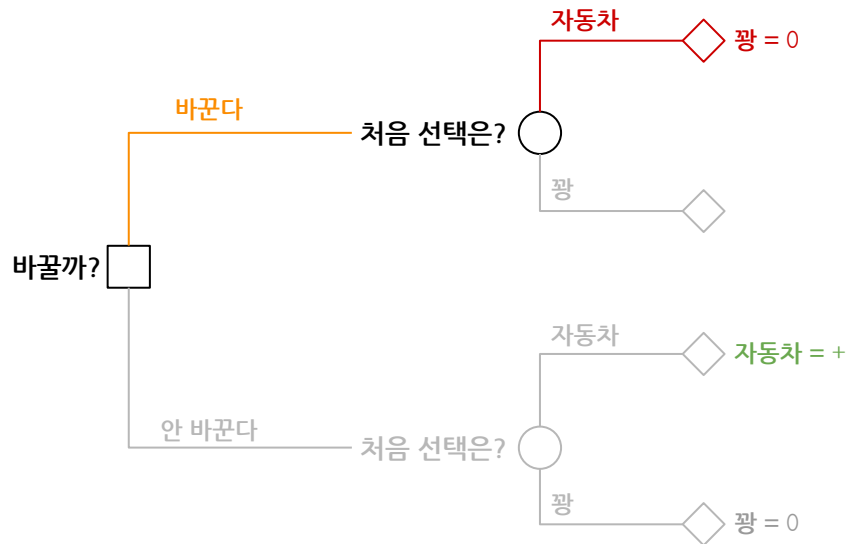 자동차
꽝 = 0
바꾼다
처음 선택은?
꽝
바꿀까?
자동차
자동차 = +
안 바꾼다
처음 선택은?
꽝
꽝 = 0